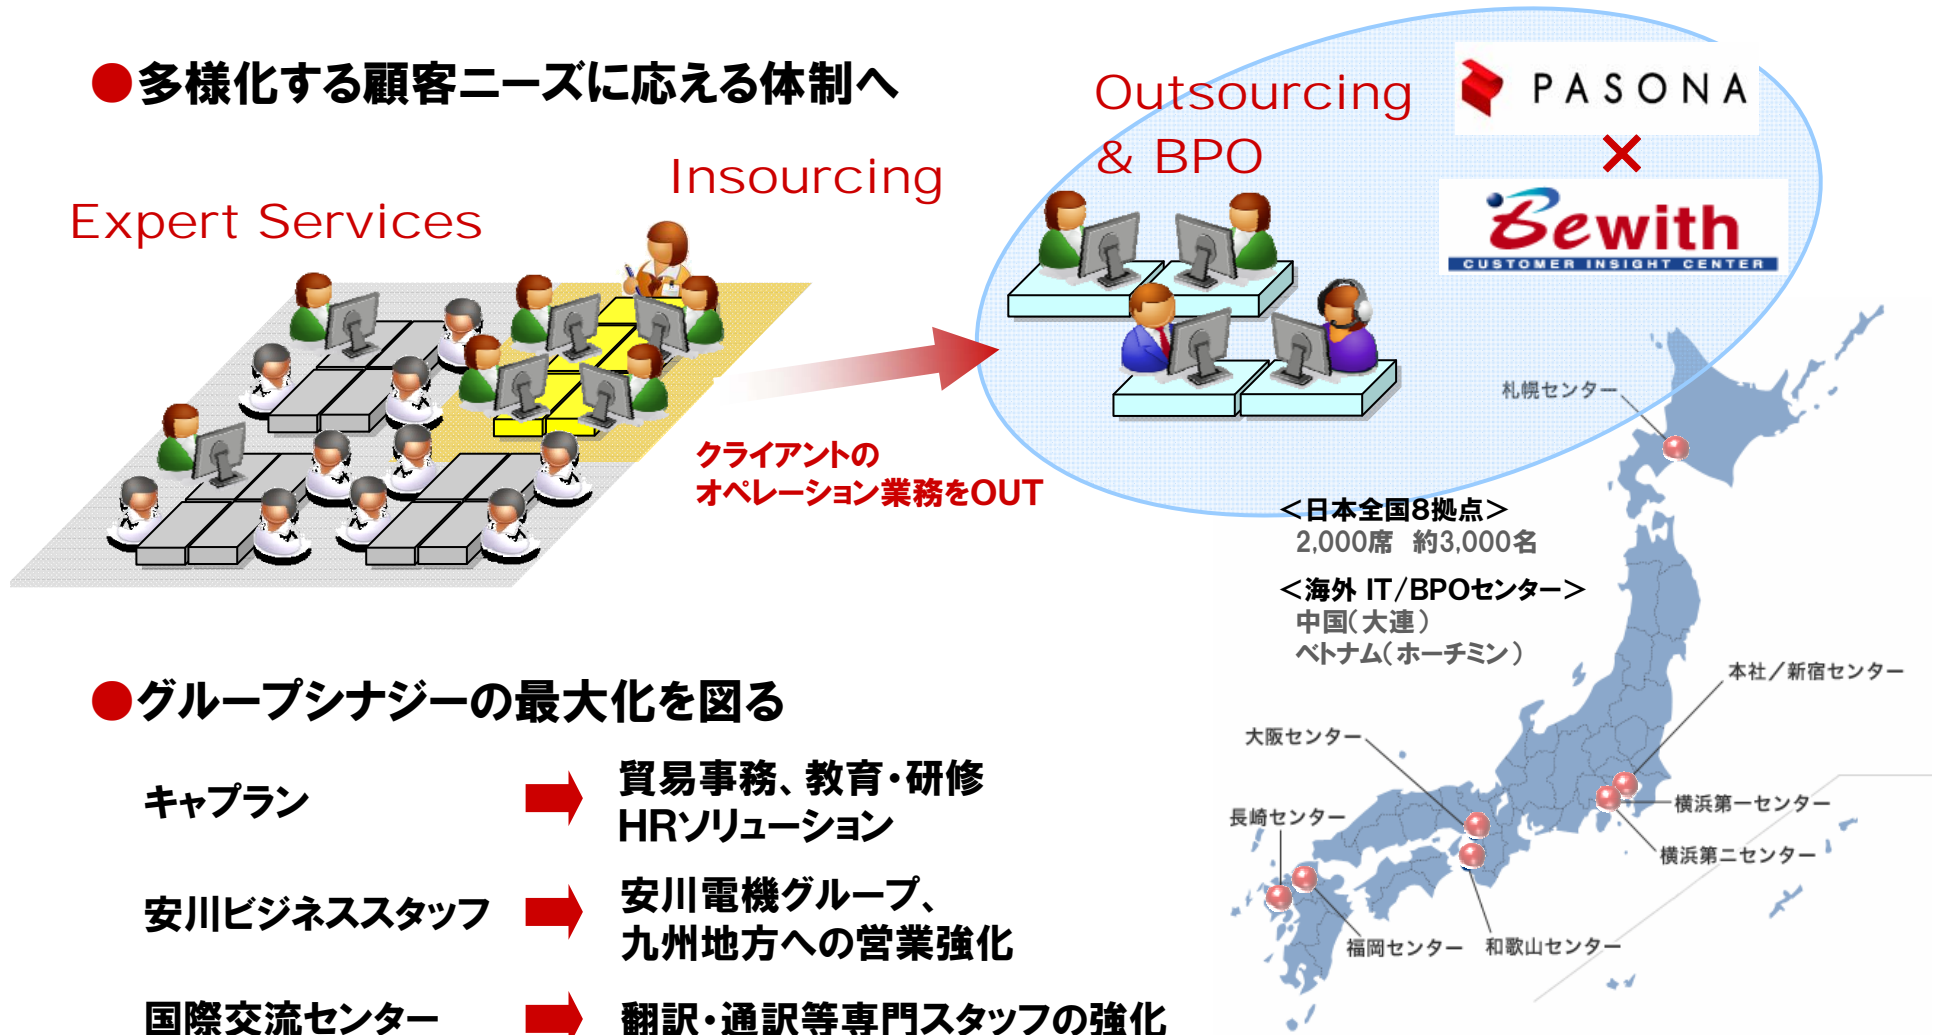 ●多様化する顧客ニーズに応える体制へ
Expert Services
Insourcing
Outsourcing
& BPO
PASONA
×
Bewith
CUSTOMER INSIGHT CENTER
クライアントの
オペレーション業務をOUT
札幌センター
＜日本全国8拠点＞
2,000席 約3,000名
＜海外 IT/BPOセンター＞
中国(大連)
ベトナム(ホーチミン)
本社／新宿センター
大阪センター
長崎センター
横浜第一センター
横浜第二センター
福岡センター
和歌山センター
●グループシナジーの最大化を図る
キャプラン
貿易事務、教育・研修
HRソリューション
安川ビジネススタッフ
安川電機グループ、
九州地方への営業強化
国際交流センター
翻訳・通訳等専門スタッフの強化